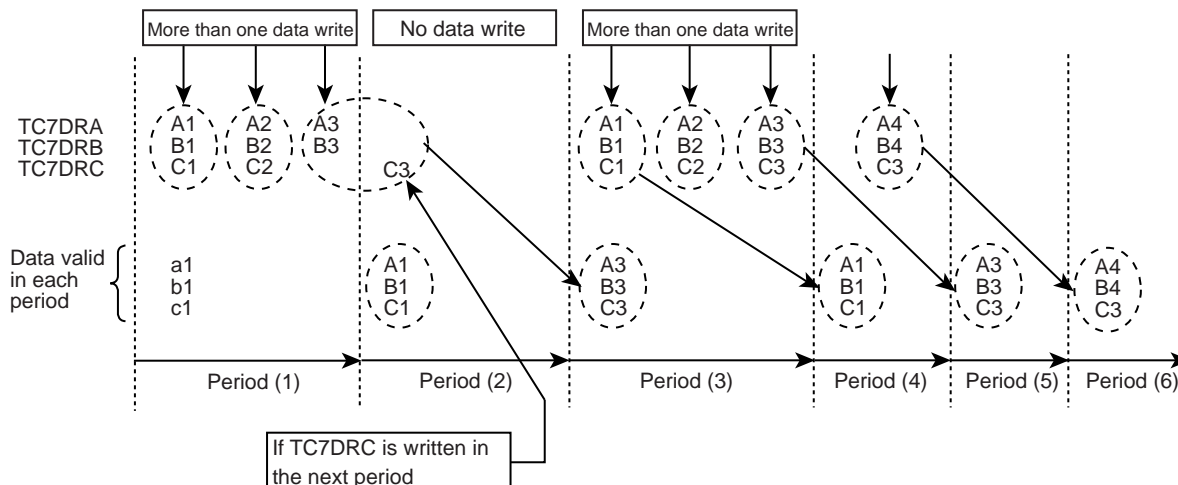 More than one data write
No data write
More than one data write
TC7DRA
TC7DRB
TC7DRC
A1
B1
C1
A2
B2
C2
A3
B3
C3
A1
B1
C1
A2
B2
C2
A3
B3
C3
A4
B4
C3
Data valid
in each
period
a1
b1
c1
A1
B1
C1
A3
B3
C3
A1
B1
C1
A3
B3
C3
A4
B4
C3
Period (1)
Period (2)
Period (3)
Period (4)
Period (5)
Period (6)
If TC7DRC is written in
the next period